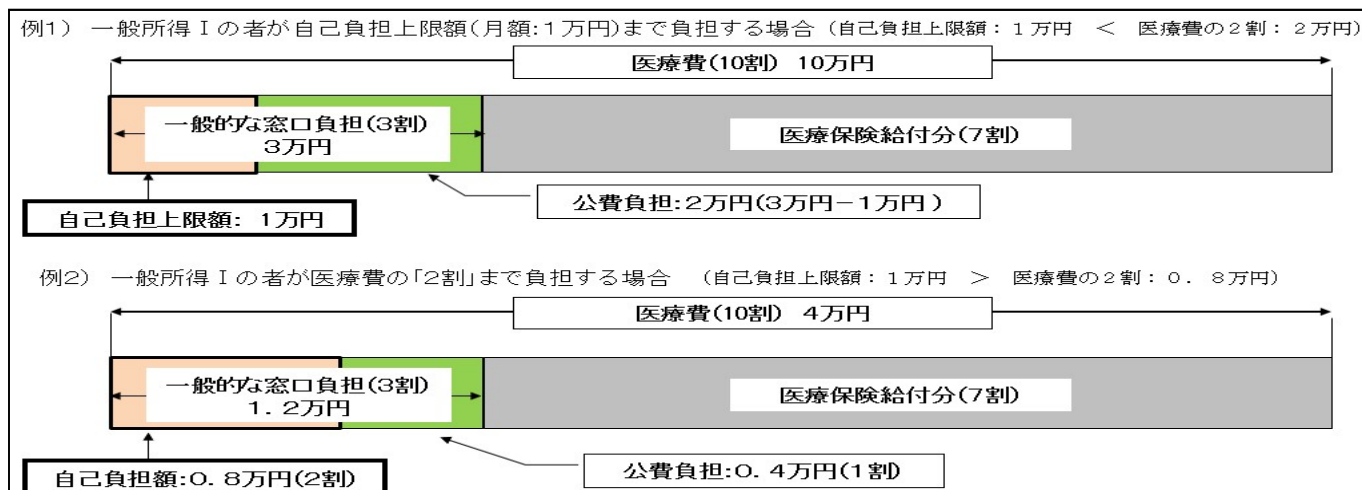 例1） 一般所得Ⅰの者が自己負担上限額(月額:1万円)まで負担する場合 (自己負担上限額：1万円 ＜ 医療費の2割：2万円)
医療費(10割) 10万円
一般的な窓口負担(3割)
3万円
医療保険給付分(7割)
公費負担:2万円(3万円－1万円 )
自己負担上限額: 1万円
例2） 一般所得Ⅰの者が医療費の｢2割｣まで負担する場合 (自己負担上限額：1万円 ＞ 医療費の2割：0．8万円)
医療費(10割) 4万円
一般的な窓口負担(3割)
1．2万円
医療保険給付分(7割)
公費負担:0．4万円(1割)
自己負担額:0．8万円(2割)